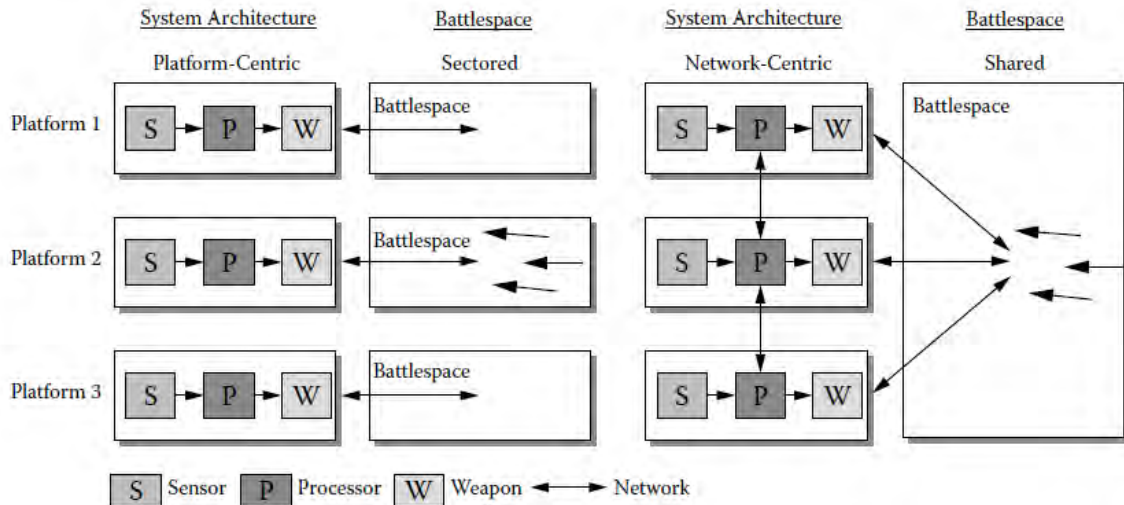 System Architecture Battlespace System Architecture Battlespace
Platform-Centric Sectored Network-Centric Shared
Platform 1 S P W Battlespace S P W Battlespace
Platform 2 S P W Battlespace S P W
Platform 3 S P W Battlespace S P W
S Sensor P Processor W Weapon Network